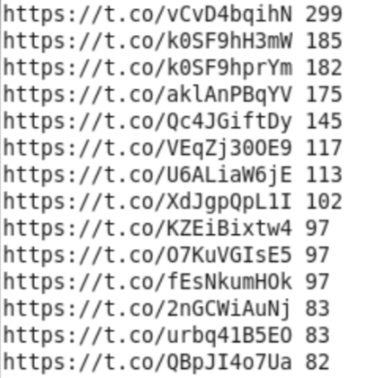 https://t.co/vCvD4bqihN 299
https://t.co/k0SF9hH3mW 185
https://t.co/k0SF9hprYm 182
https://t.co/aklAnPBqYV 175
https://t.co/Qc4JGiftDy 145
https://t.co/VEqZj30OE9 117
https://t.co/U6ALiaW6jE 113
https://t.co/XdJgpQpL1I 102
https://t.co/KZEiBixtw4 97
https://t.co/O7KuVGIsE5 97
https://t.co/fEsNkumHOk 97
https://t.co/2nGCWiAuNj 83
https://t.co/urbq41B5EO 83
https://t.co/QBpJI4o7Ua 82